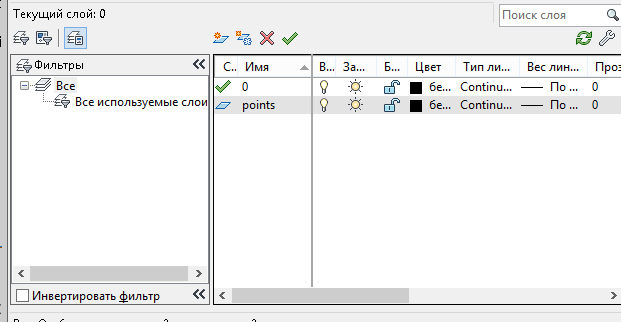 Текущий слой: 0
Поиск слоя
Фильтры
Все
Все используемые слои
Инвертировать фильтр
С.. Имя В.. За... Б... Цвет Тип ли... Вес лин... Проз
0 бе... Continu... По ... 0
points бе... Continu... По ... 0